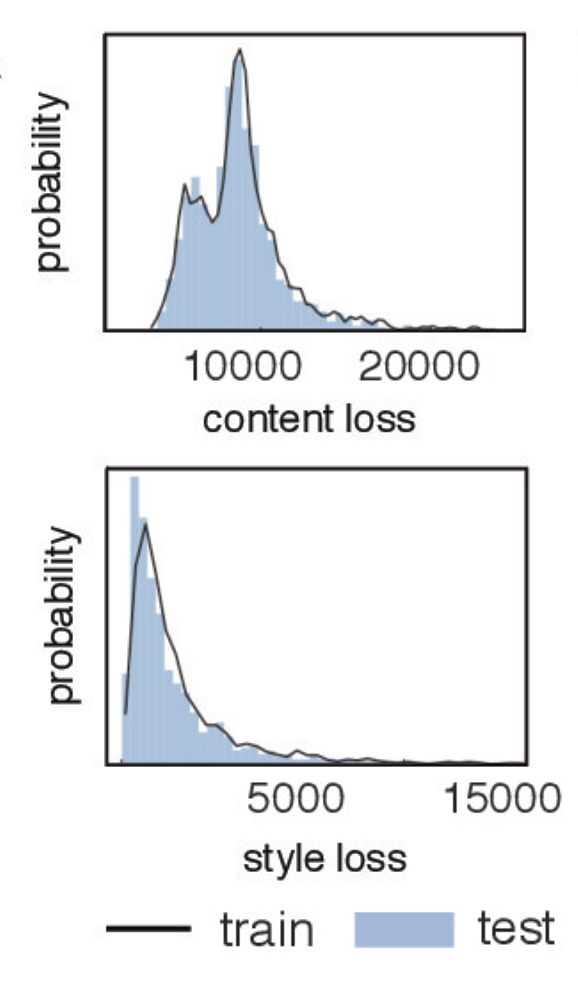 probability
10000 20000
content loss
probability
5000 15000
style loss
train test